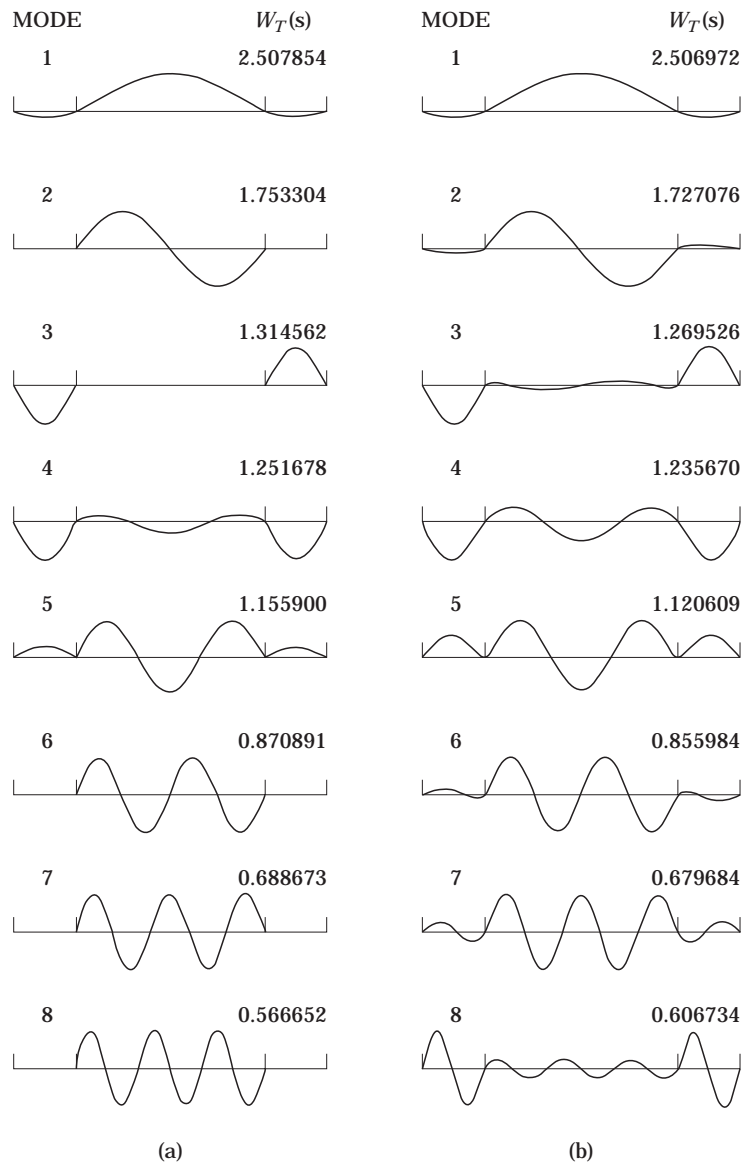 MODE W_T(s) MODE W_T(s)
1 2.507854 1 2.506972
2 1.753304 2 1.727076
3 1.314562 3 1.269526
4 1.251678 4 1.235670
5 1.155900 5 1.120609
6 0.870891 6 0.855984
7 0.688673 7 0.679684
8 0.566652 8 0.606734
(a) (b)